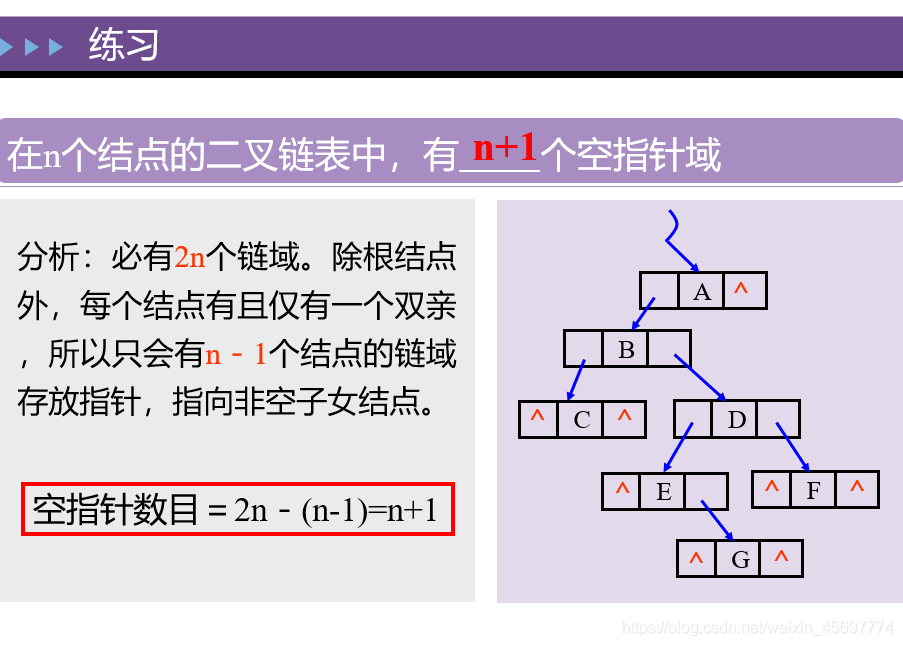 练习
在n个结点的二叉链表中，有 n+1 个空指针域
分析：必有2n个链域。除根结点
外，每个结点有且仅有一个双亲
，所以只会有n－1个结点的链域
存放指针，指向非空子女结点。
空指针数目＝2n－(n-1)=n+1
A ^
B
^ C ^
D
^ E
^ F ^
^ G ^
https://blog.csdn.net/weixin_45697774